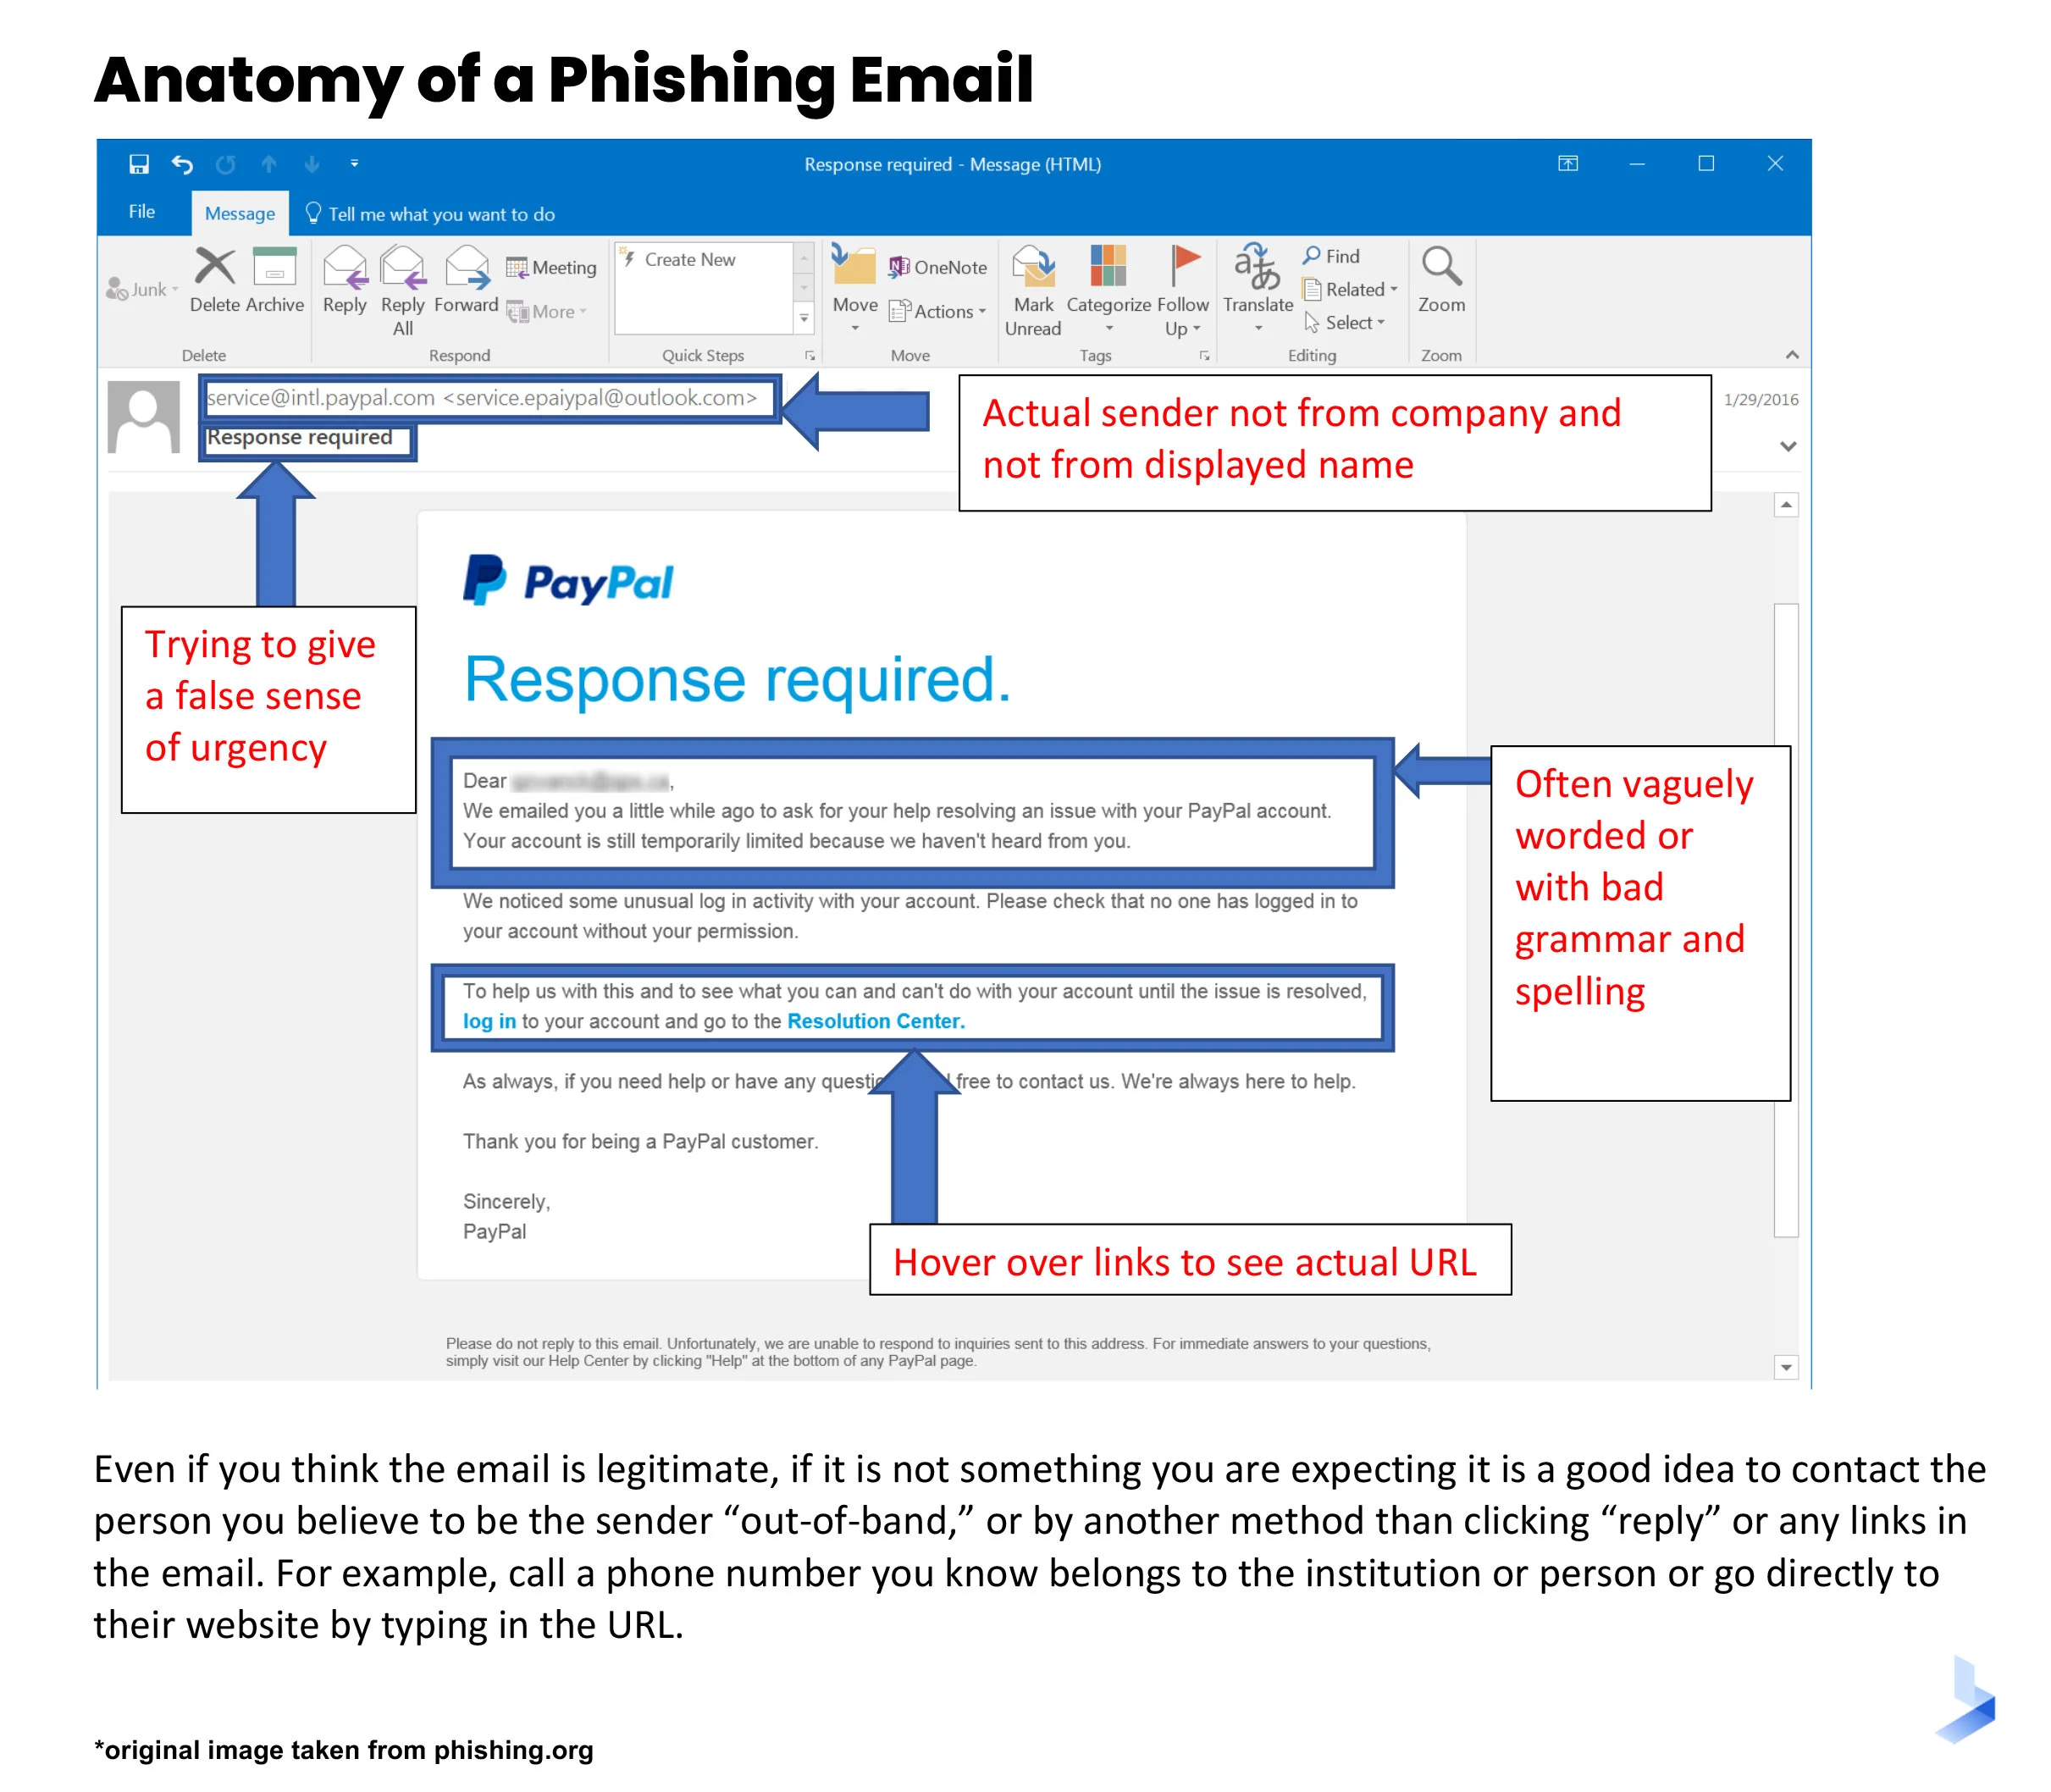 Anatomy of a Phishing Email
Response required - Message (HTML)
File
Message
Tell me what you want to do
Junk
Delete
Archive
Reply
Reply
All
Forward
Meeting
More
Create New
Move
OneNote
Actions
Mark
Unread
Categorize
Follow
Up
Translate
Find
Related
Select
Zoom
Delete
Respond
Quick Steps
Move
Tags
Editing
Zoom
service@intl.paypal.com <service.epaiypal@outlook.com>
Response required
1/29/2016
Actual sender not from company and
not from displayed name
Trying to give
a false sense
of urgency
PayPal
Response required.
Dear ,
We emailed you a little while ago to ask for your help resolving an issue with your PayPal account.
Your account is still temporarily limited because we haven't heard from you.
Often vaguely
worded or
with bad
grammar and
spelling
We noticed some unusual log in activity with your account. Please check that no one has logged in to
your account without your permission.
To help us with this and to see what you can and can't do with your account until the issue is resolved,
log in to your account and go to the Resolution Center.
As always, if you need help or have any free to contact us. We're always here to help.
Thank you for being a PayPal customer.
Sincerely,
PayPal
Hover over links to see actual URL
Please do not reply to this email. Unfortunately, we are unable to respond to inquiries sent to this address. For immediate answers to your questions,
simply visit our Help Center by clicking "Help" at the bottom of any PayPal page.
Even if you think the email is legitimate, if it is not something you are expecting it is a good idea to contact the
person you believe to be the sender “out-of-band,” or by another method than clicking “reply” or any links in
the email. For example, call a phone number you know belongs to the institution or person or go directly to
their website by typing in the URL.
*original image taken from phishing.org